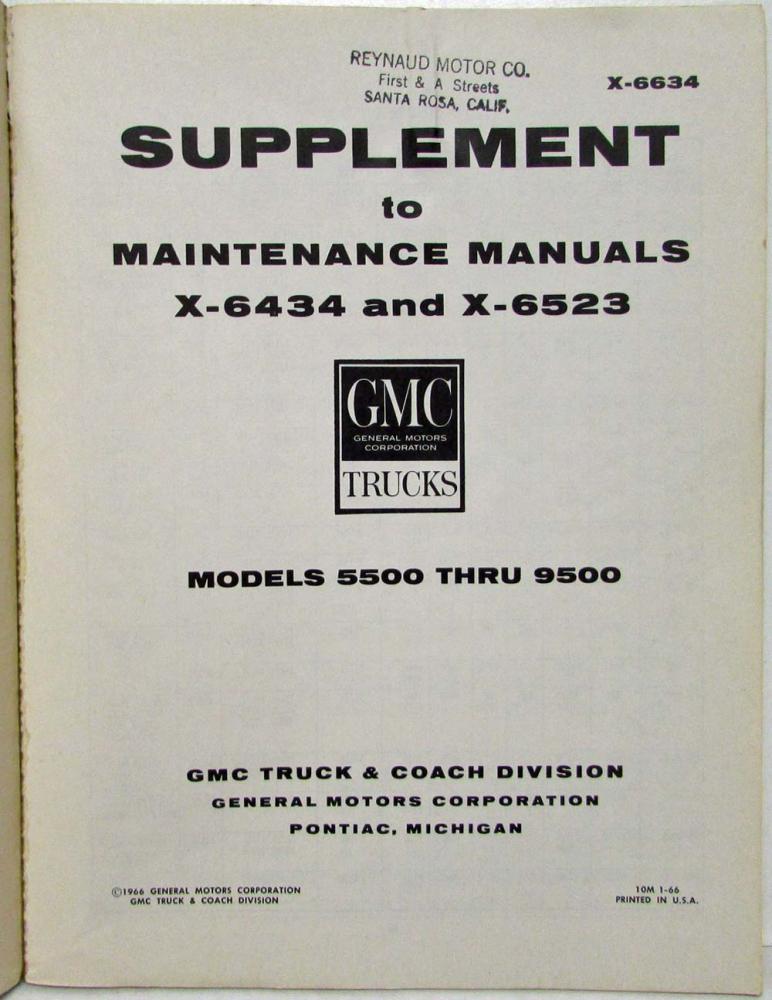 REYNAUD MOTOR CO.
First & A Streets
SANTA ROSA, CALIF.
X-6634
SUPPLEMENT
to
MAINTENANCE MANUALS
X-6434 and X-6523
GMC
GENERAL MOTORS
CORPORATION
TRUCKS
MODELS 5500 THRU 9500
GMC TRUCK & COACH DIVISION
GENERAL MOTORS CORPORATION
PONTIAC, MICHIGAN
©1966 GENERAL MOTORS CORPORATION
GMC TRUCK & COACH DIVISION
10M 1-66
PRINTED IN U.S.A.